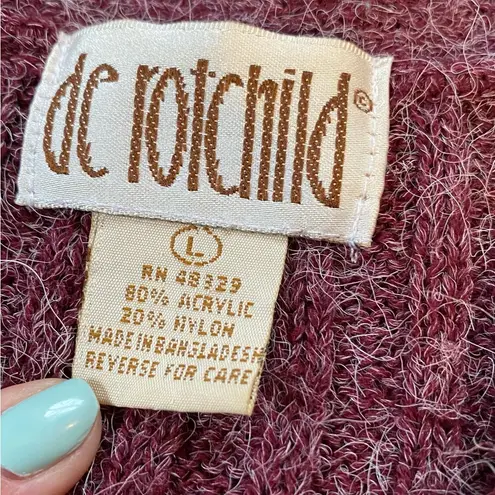 de rotchild©
L
RN 48329
80% ACRYLIC
20% NYLON
MADE IN BANGLADESH
REVERSE FOR CARE